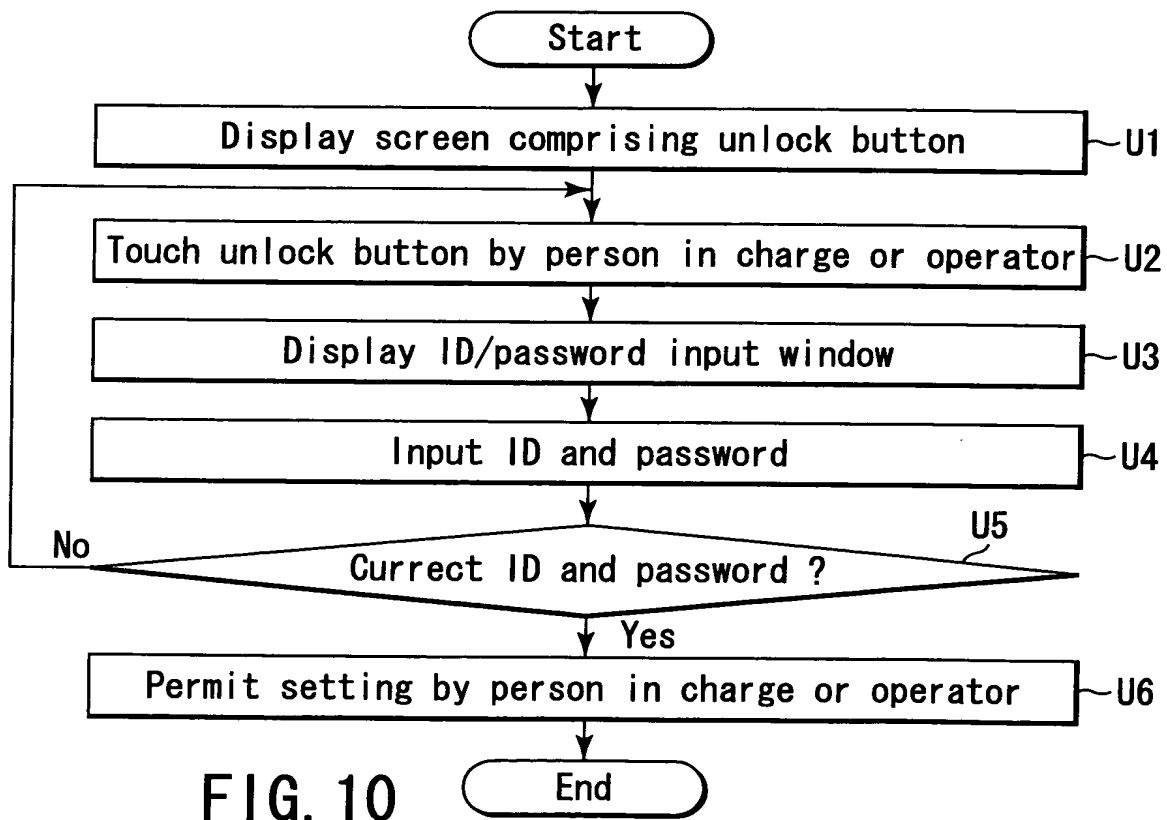 Start
Display screen comprising unlock button
U1
Touch unlock button by person in charge or operator
U2
Display ID/password input window
U3
Input ID and password
U4
No
U5
Currect ID and password ?
Yes
Permit setting by person in charge or operator
U6
End
FIG. 10